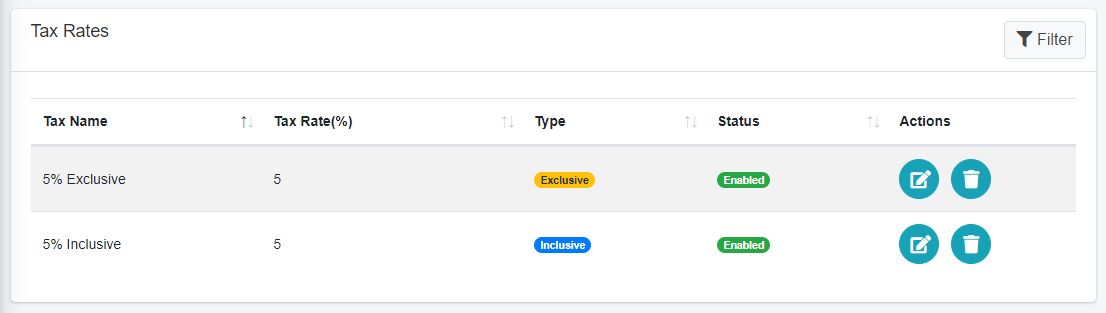 Tax Rates
Filter
Tax Name Tax Rate(%) Type Status Actions
5% Exclusive 5 Exclusive Enabled
5% Inclusive 5 Inclusive Enabled